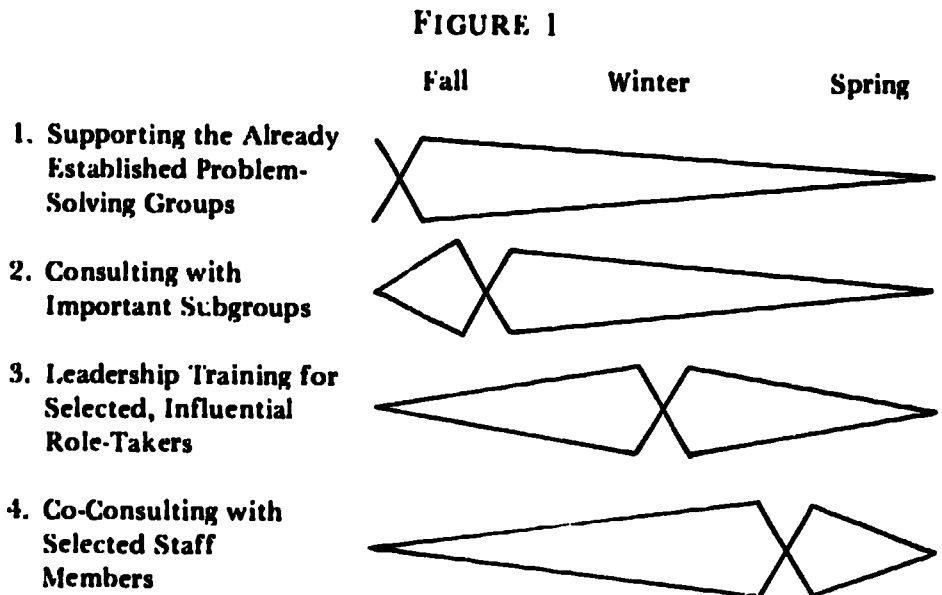 FIGURE 1
Fall Winter Spring
1. Supporting the Already
Established Problem-
Solving Groups
2. Consulting with
Important Subgroups
3. Leadership Training for
Selected, Influential
Role-Takers
4. Co-Consulting with
Selected Staff
Members